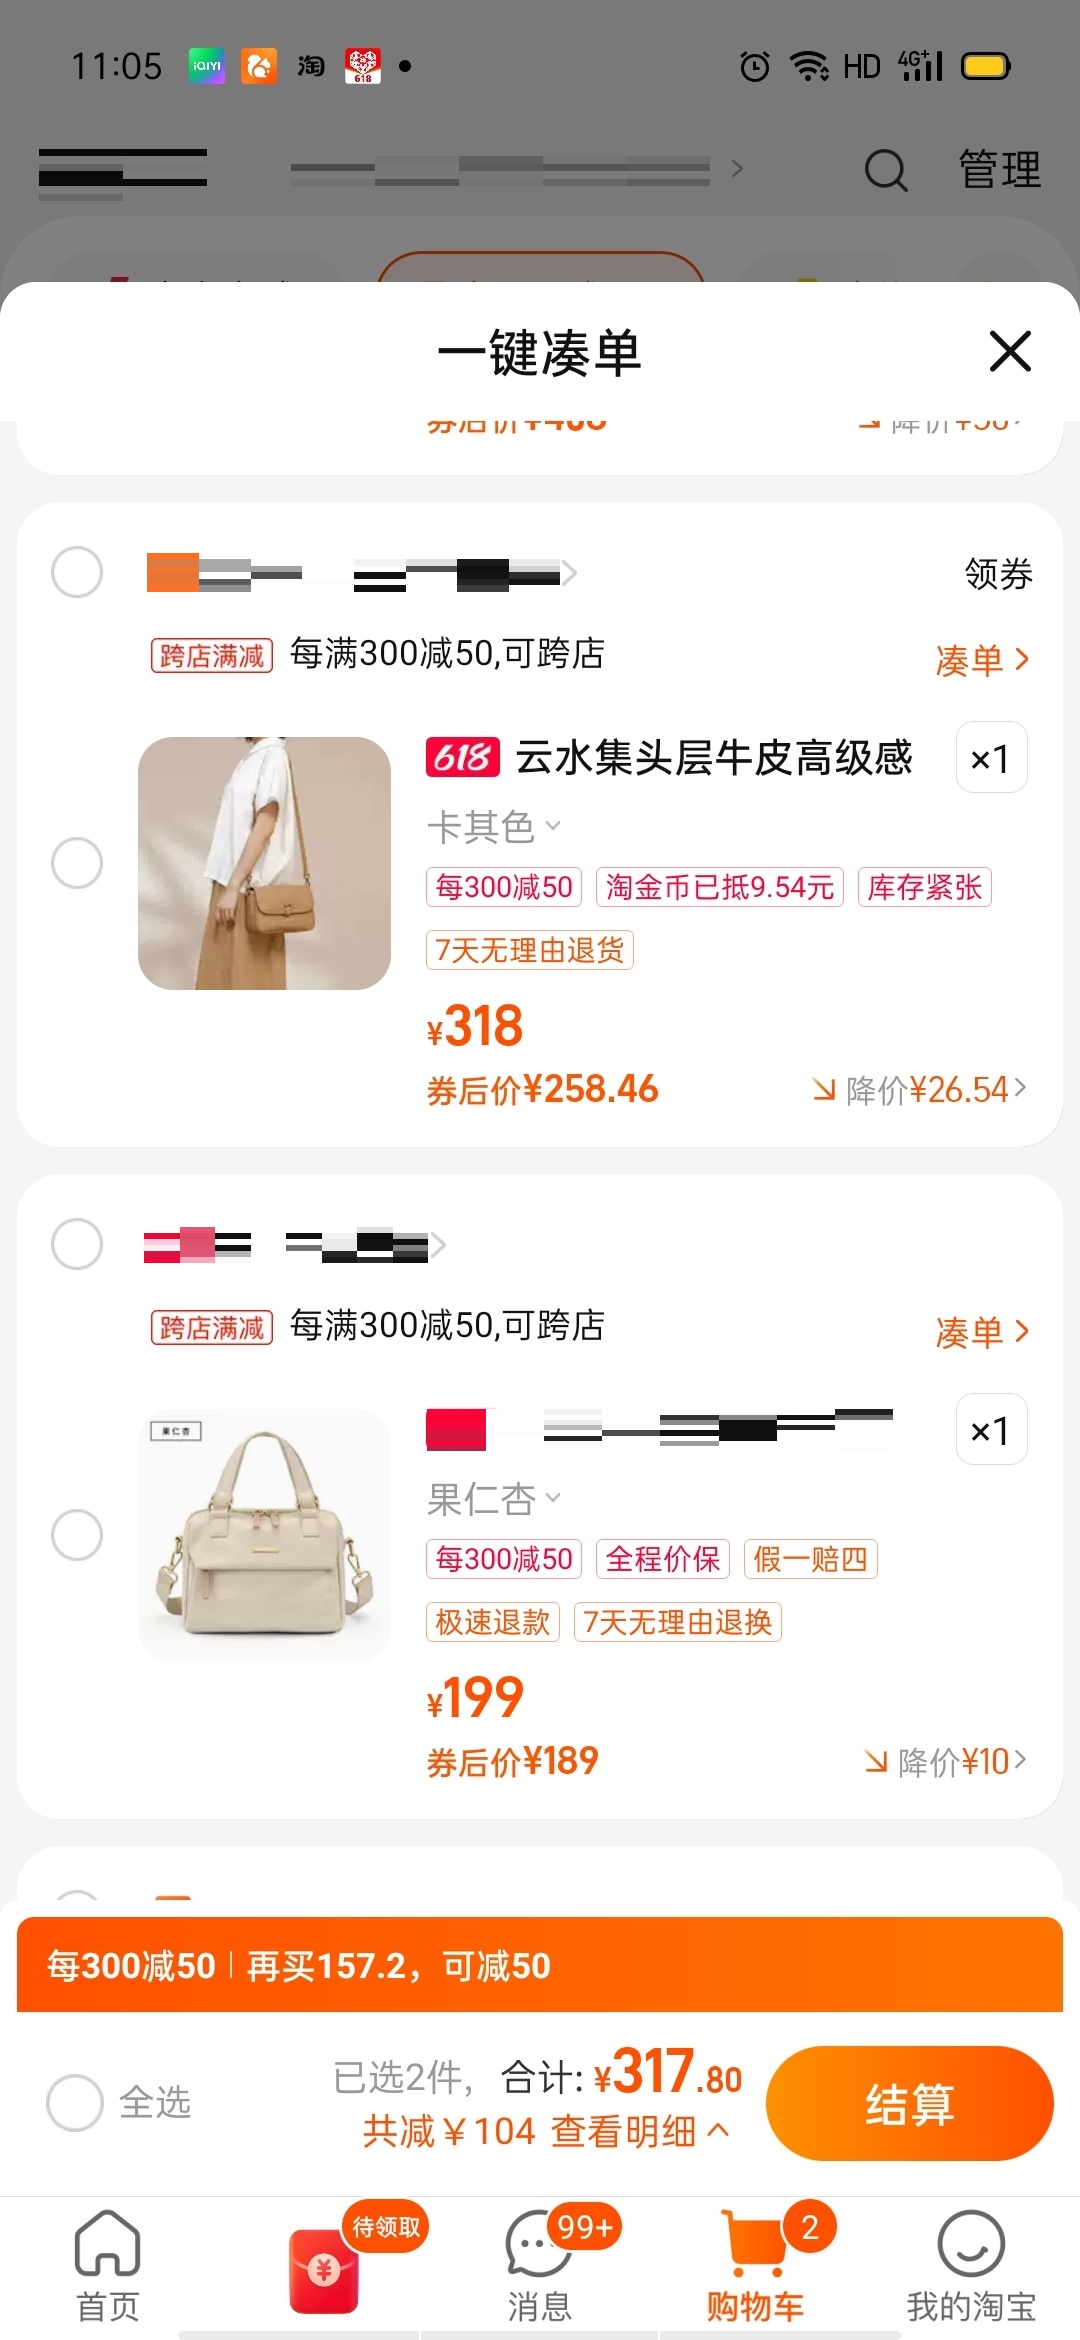 11:05
iQIYI
淘
618
HD
4G+
管理
一键凑单
券后价
降价
领券
跨店满减 每满300减50,可跨店
凑单
618 云水集头层牛皮高级感
×1
卡其色
每300减50 淘金币已抵9.54元 库存紧张
7天无理由退货
¥318
券后价¥258.46
降价¥26.54
跨店满减 每满300减50,可跨店
凑单
果仁杏
×1
果仁杏
每300减50 全程价保 假一赔四
极速退款 7天无理由退换
¥199
券后价¥189
降价¥10
每300减50 再买157.2，可减50
全选
已选2件，合计:¥317.80
共减¥104 查看明细
结算
待领取
99+
2
首页
消息
购物车
我的淘宝